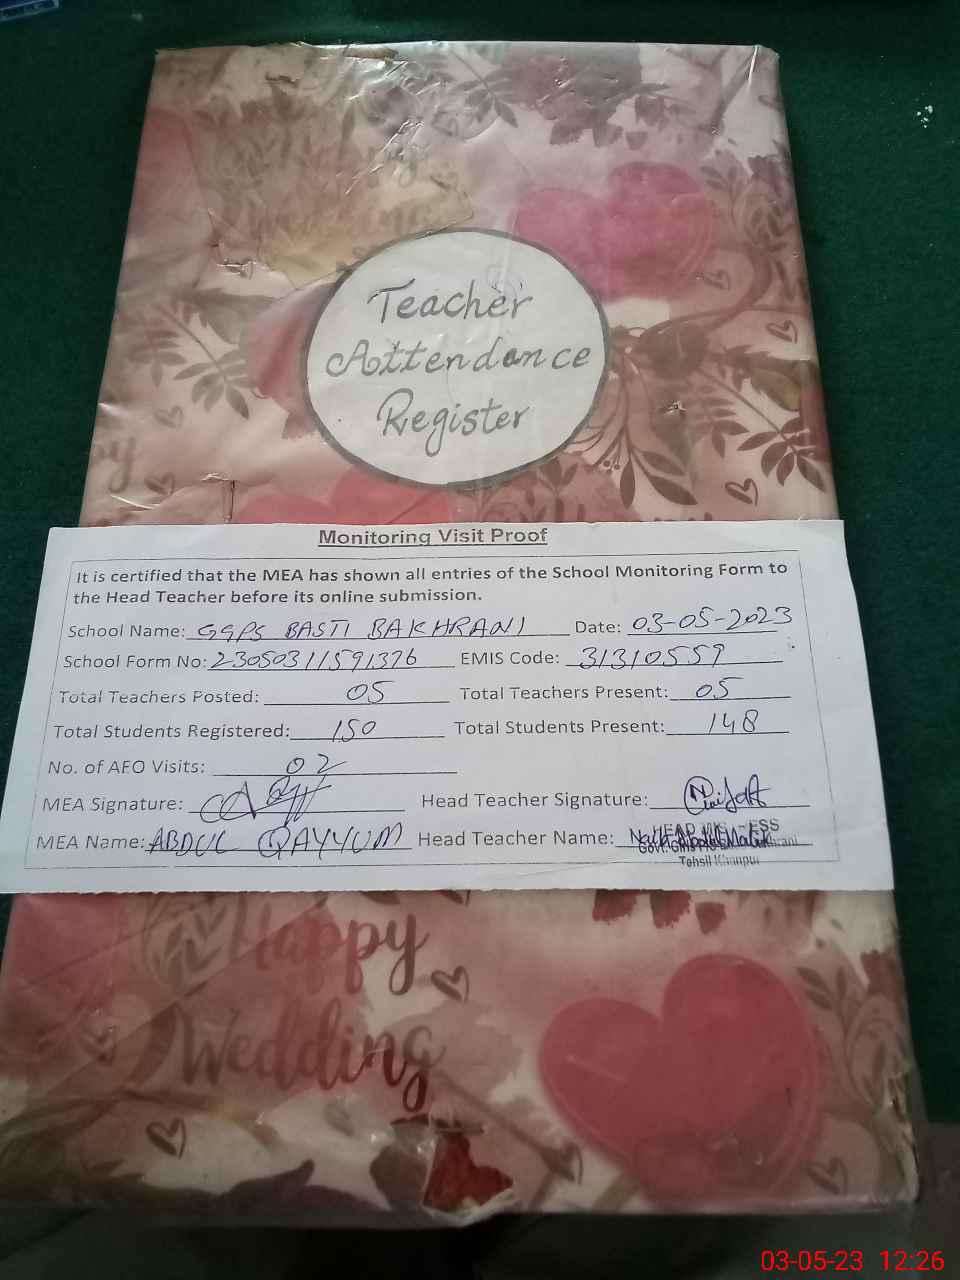 Teacher
Attendance
Register
Monitoring Visit Proof
It is certified that the MEA has shown all entries of the School Monitoring Form to
the Head Teacher before its online submission.
School Name: GGPS BASTI BAKHRANI Date: 03-05-2023
School Form No: 23050311591376 EMIS Code: 31310559
Total Teachers Posted: 05 Total Teachers Present: 05
Total Students Registered: 150 Total Students Present: 148
No. of AEO Visits: 02
MEA Signature: Head Teacher Signature:
MEA Name: ABDUL QAYYUM Head Teacher Name:
Tehsil Khanpur
Happy
Wedding
03-05-23 12:26